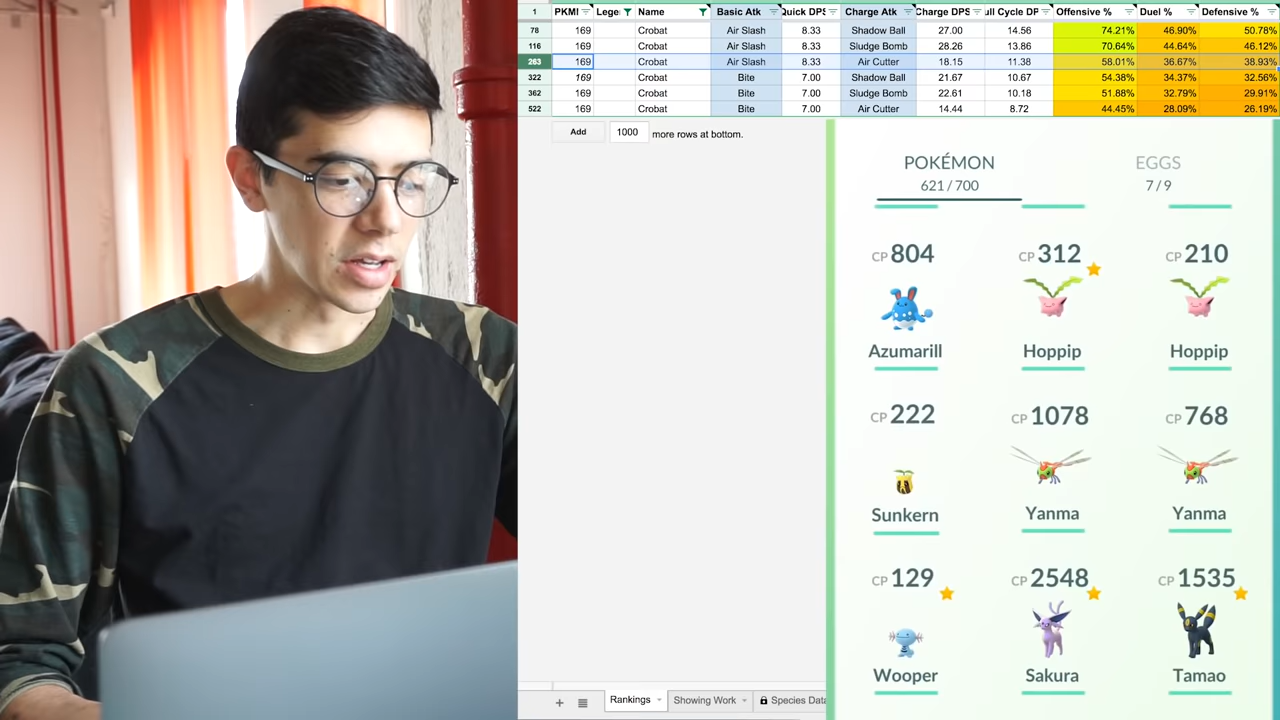 1 PKM! Lege Name Basic Atk Quick DPS Charge Atk Charge DPS ull Cycle DP Offensive % Duel % Defensive %
78 169 Crobat Air Slash 8.33 Shadow Ball 27.00 14.56 74.21% 46.90% 50.78%
116 169 Crobat Air Slash 8.33 Sludge Bomb 28.26 13.86 70.64% 44.64% 46.12%
263 169 Crobat Air Slash 8.33 Air Cutter 18.15 11.38 58.01% 36.67% 38.93%
322 169 Crobat Bite 7.00 Shadow Ball 21.67 10.67 54.38% 34.37% 32.56%
362 169 Crobat Bite 7.00 Sludge Bomb 22.61 10.18 51.88% 32.79% 29.91%
522 169 Crobat Bite 7.00 Air Cutter 14.44 8.72 44.45% 28.09% 26.19%
Add 1000 more rows at bottom.
POKÉMON EGGS
621 / 700 7 / 9
CP 804 CP 312 CP 210
Azumarill Hoppip Hoppip
CP 222 CP 1078 CP 768
Sunkern Yanma Yanma
CP 129 CP 2548 CP 1535
Wooper Sakura Tamao
Rankings Showing Work Species Data